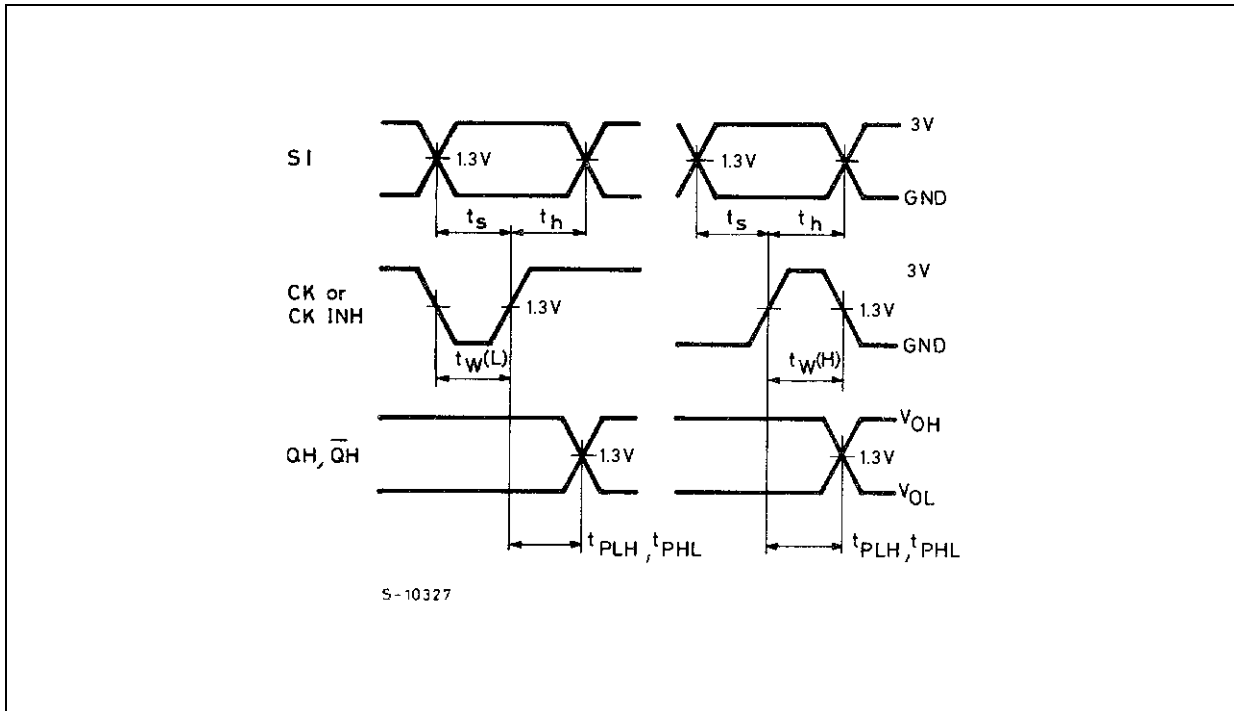 3V
SI
1.3V
1.3V
GND
ts
th
ts
th
3V
CK or
CK INH
1.3V
1.3V
GND
tW(L)
tW(H)
VOH
QH, Q̅H̅
1.3V
1.3V
VOL
tPLH, tPHL
tPLH, tPHL
S-10327